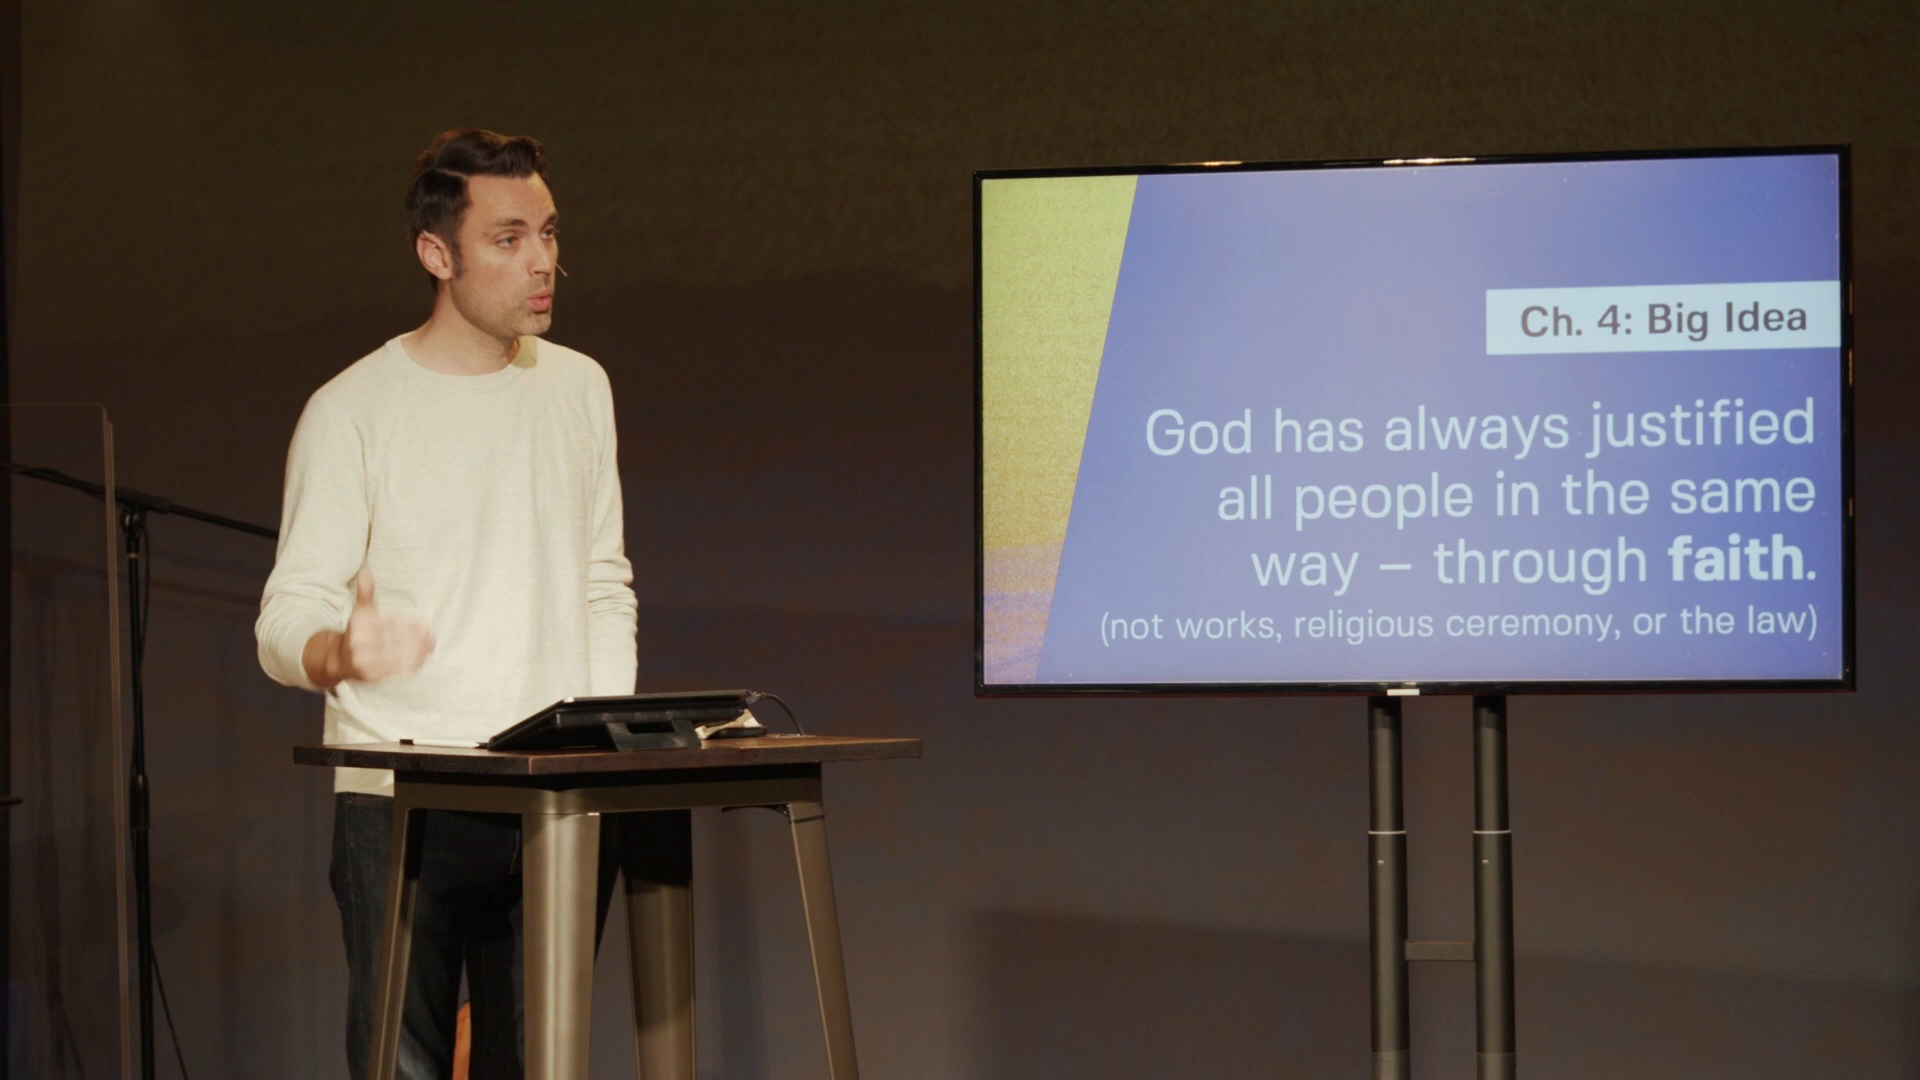 Ch. 4: Big Idea
God has always justified
all people in the same
way – through faith.
(not works, religious ceremony, or the law)